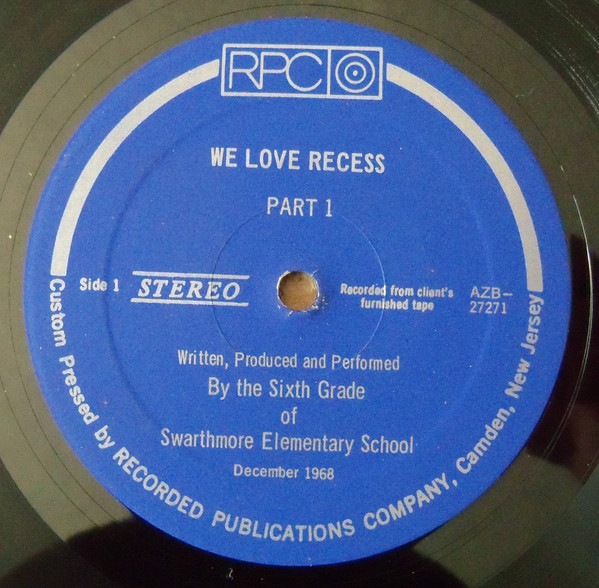 RPC
WE LOVE RECESS
PART 1
Side 1
STEREO
Recorded from client's
furnished tape
AZB-
27271
Written, Produced and Performed
By the Sixth Grade
of
Swarthmore Elementary School
December 1968
Custom Pressed by RECORDED PUBLICATIONS COMPANY, Camden, New Jersey